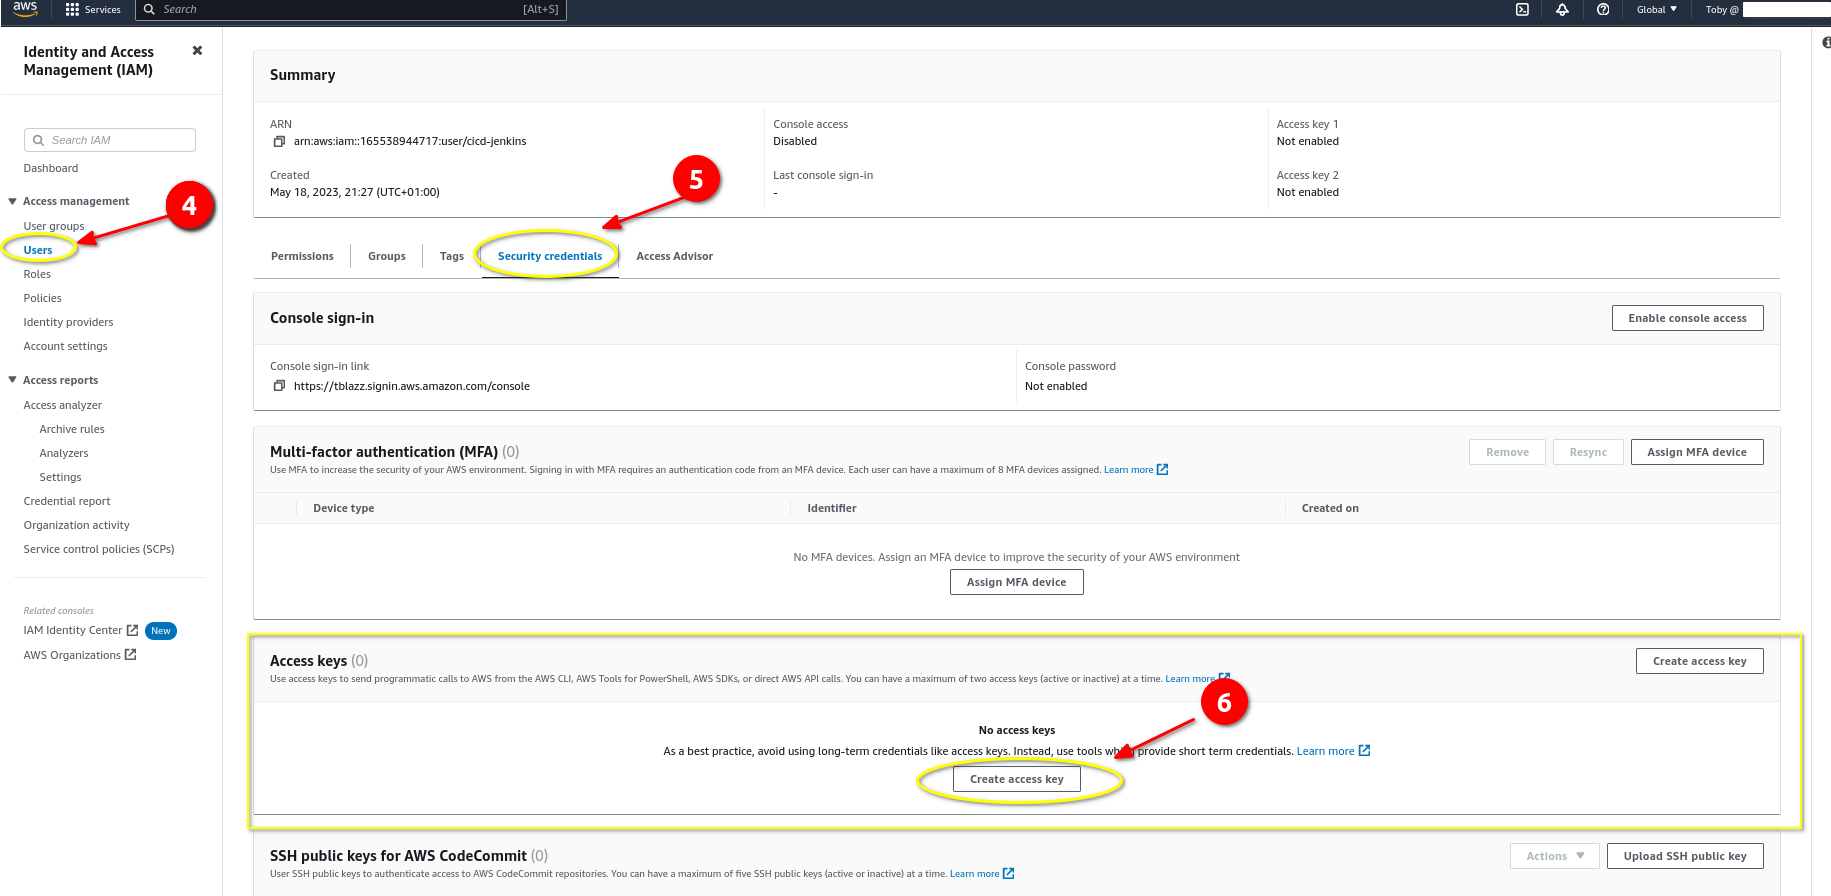 aws
Services
Search
[Alt+S]
Global
Toby @
Identity and Access
Management (IAM)
Search IAM
Dashboard
Access management
User groups
Users
Roles
Policies
Identity providers
Account settings
Access reports
Access analyzer
Archive rules
Analyzers
Settings
Credential report
Organization activity
Service control policies (SCPs)
Related consoles
IAM Identity Center
New
AWS Organizations
4
Summary
ARN
arn:aws:iam::165538944717:user/cicd-jenkins
Created
May 18, 2023, 21:27 (UTC+01:00)
Console access
Disabled
Last console sign-in
-
Access key 1
Not enabled
Access key 2
Not enabled
5
Permissions
Groups
Tags
Security credentials
Access Advisor
Console sign-in
Enable console access
Console sign-in link
https://tblazz.signin.aws.amazon.com/console
Console password
Not enabled
Multi-factor authentication (MFA) (0)
Use MFA to increase the security of your AWS environment. Signing in with MFA requires an authentication code from an MFA device. Each user can have a maximum of 8 MFA devices assigned. Learn more
Remove
Resync
Assign MFA device
Device type
Identifier
Created on
No MFA devices. Assign an MFA device to improve the security of your AWS environment
Assign MFA device
Access keys (0)
Use access keys to send programmatic calls to AWS from the AWS CLI, AWS Tools for PowerShell, AWS SDKs, or direct AWS API calls. You can have a maximum of two access keys (active or inactive) at a time. Learn more
Create access key
6
No access keys
As a best practice, avoid using long-term credentials like access keys. Instead, use tools provide short term credentials. Learn more
Create access key
SSH public keys for AWS CodeCommit (0)
User SSH public keys to authenticate access to AWS CodeCommit repositories. You can have a maximum of five SSH public keys (active or inactive) at a time. Learn more
Actions
Upload SSH public key